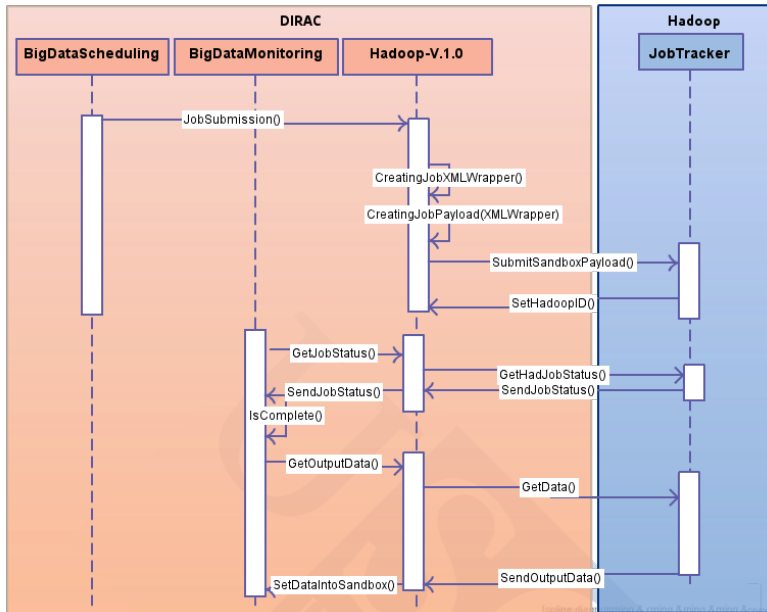 DIRAC
Hadoop
BigDataScheduling
BigDataMonitoring
Hadoop-V.1.0
JobTracker
JobSubmission()
CreatingJobXMLWrapper()
CreatingJobPayload(XMLWrapper)
SubmitSandboxPayload()
SetHadoopID()
GetJobStatus()
GetHadJobStatus()
SendJobStatus()
SendJobStatus()
IsComplete()
GetOutputData()
GetData()
SendOutputData()
SetDataIntoSandbox()